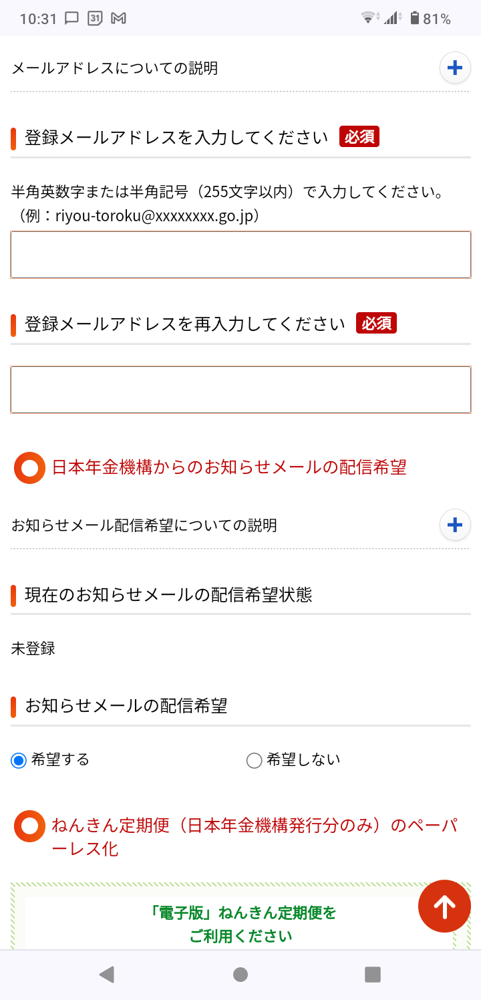 10:31 31 81%
メールアドレスについての説明
登録メールアドレスを入力してください 必須
半角英数字または半角記号（255文字以内）で入力してください。
（例：riyou-toroku@xxxxxxxx.go.jp）
登録メールアドレスを再入力してください 必須
日本年金機構からのお知らせメールの配信希望
お知らせメール配信希望についての説明
現在のお知らせメールの配信希望状態
未登録
お知らせメールの配信希望
希望する 希望しない
ねんきん定期便（日本年金機構発行分のみ）のペーパ
ーレス化
「電子版」ねんきん定期便を
ご利用ください